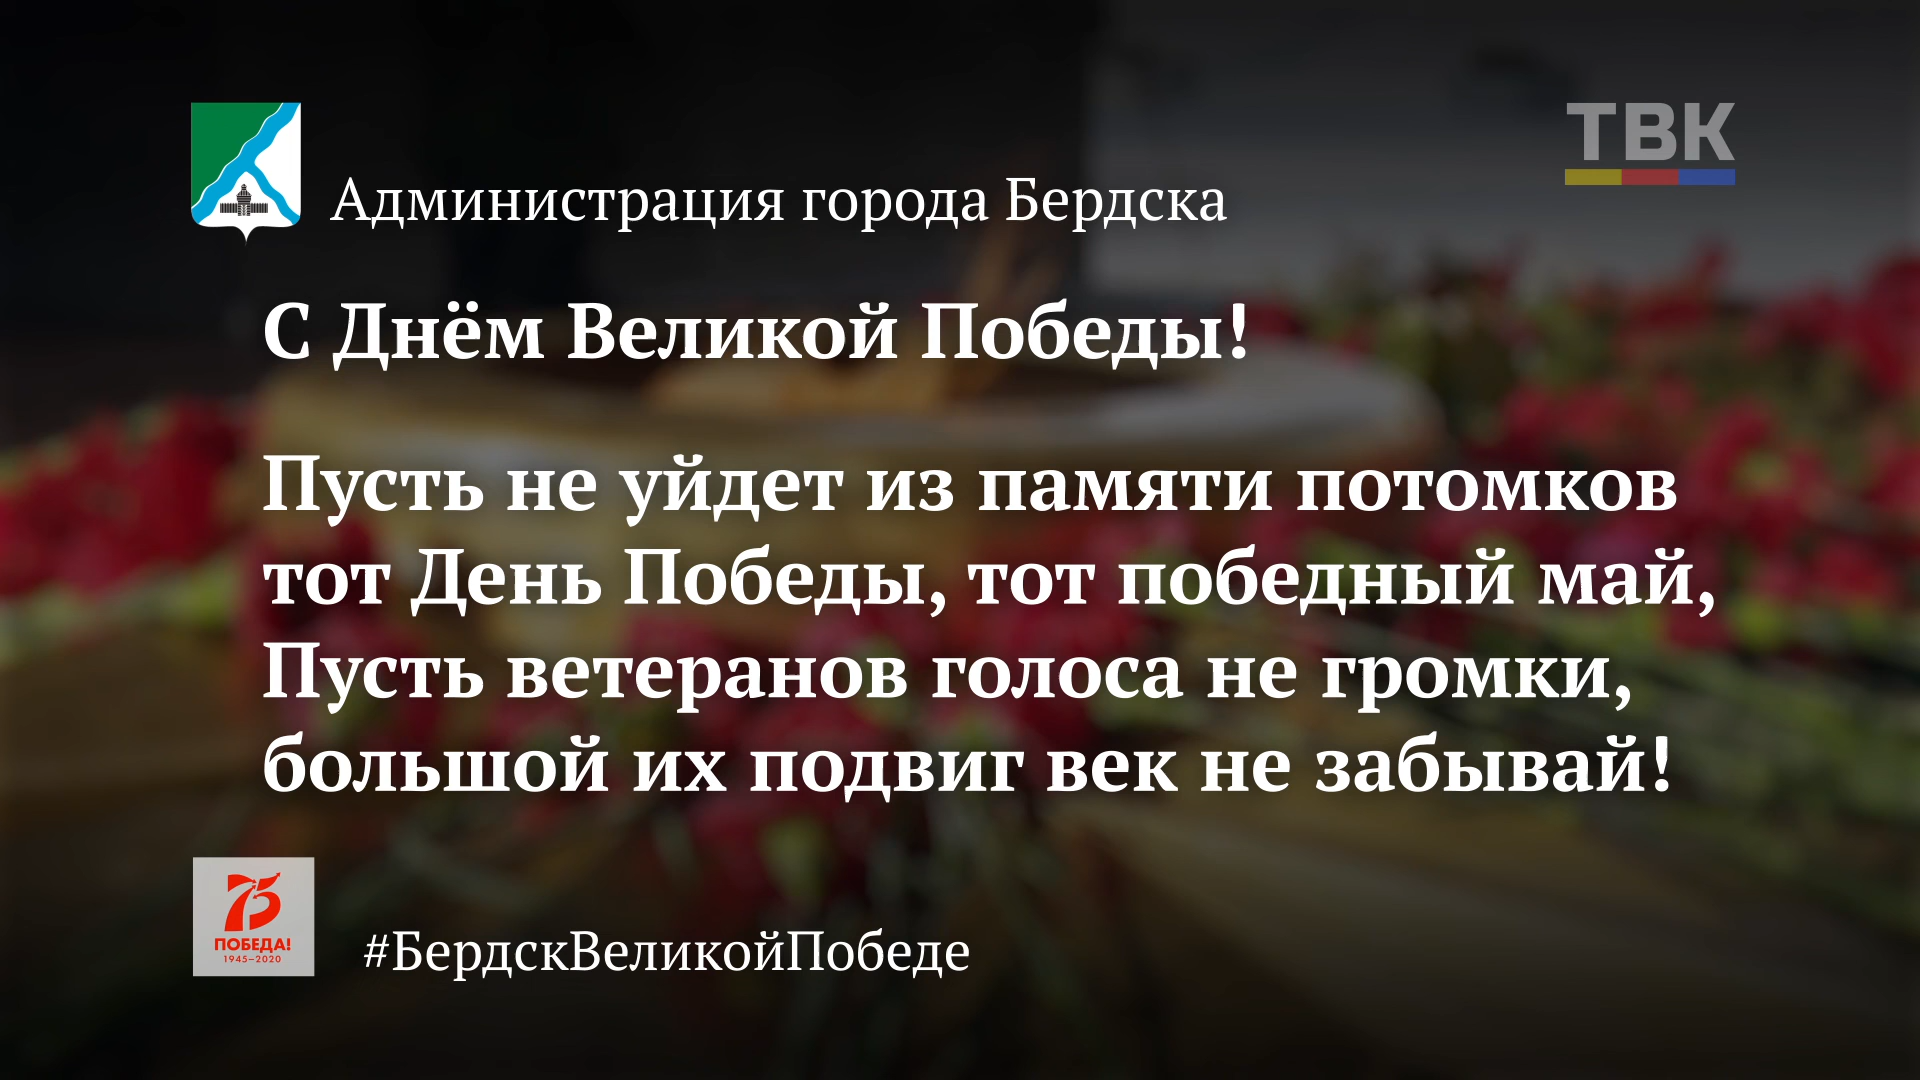 ТВК
Администрация города Бердска
С Днём Великой Победы!
Пусть не уйдет из памяти потомков
тот День Победы, тот победный май,
Пусть ветеранов голоса не громки,
большой их подвиг век не забывай!
75
ПОБЕДА!
1945–2020
#БердскВеликойПобеде